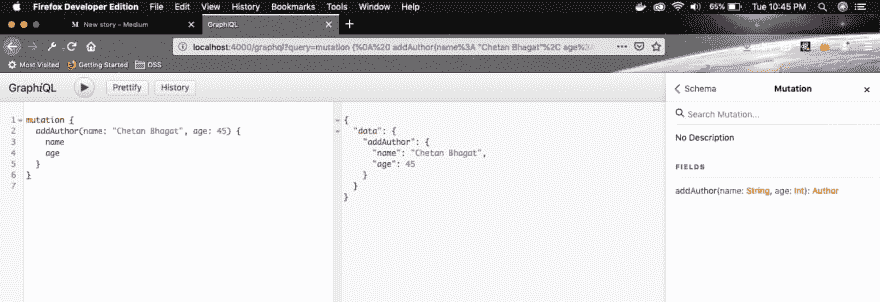 Firefox Developer Edition File Edit View History Bookmarks Tools Window Help 65% Tue 10:45 PM
M New story – Medium × GraphiQL × +
localhost:4000/graphql?query=mutation {%0A%20 addAuthor(name%3A "Chetan Bhagat"%2C age%3A
Most Visited Getting Started DSS
GraphiQL Prettify History < Schema Mutation ×
Search Mutation...
No Description
FIELDS
addAuthor(name: String, age: Int): Author
1 mutation {
2 addAuthor(name: "Chetan Bhagat", age: 45) {
3 name
4 age
5 }
6 }
7
{
"data": {
"addAuthor": {
"name": "Chetan Bhagat",
"age": 45
}
}
}